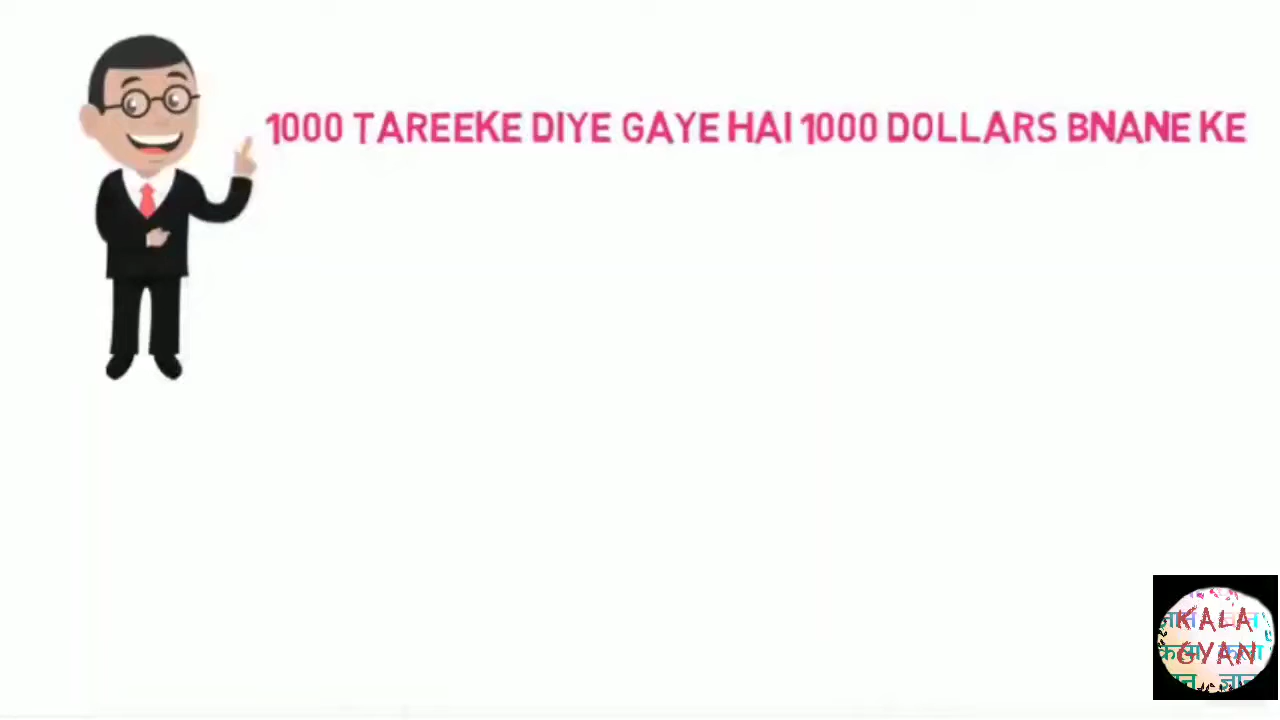 1000 TAREEKE DIYE GAYE HAI 1000 DOLLARS BNANE KE
KALA
GYAN